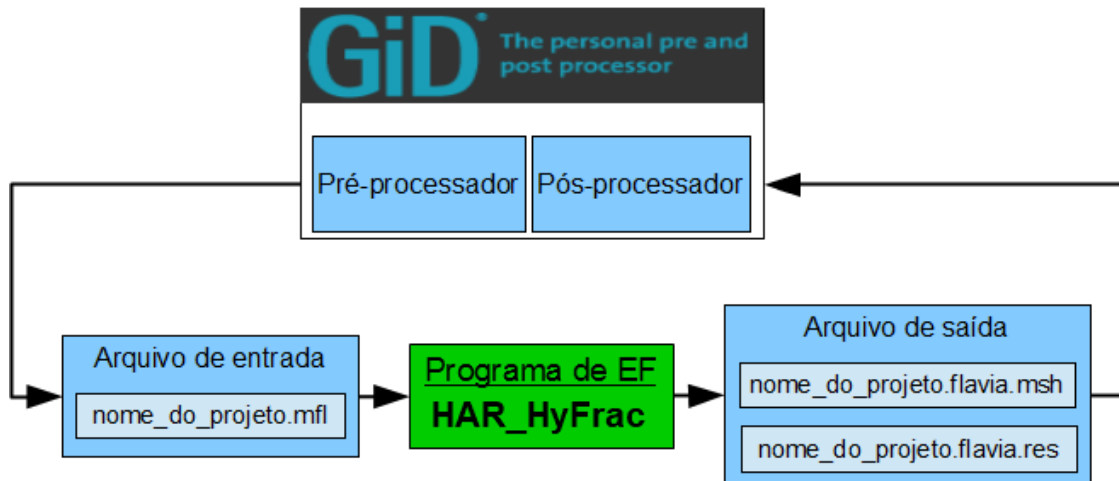 GiD
The personal pre and
post processor
Pré-processador
Pós-processador
Arquivo de entrada
nome_do_projeto.mfl
Programa de EF
HAR_HyFrac
Arquivo de saída
nome_do_projeto.flavia.msh
nome_do_projeto.flavia.res